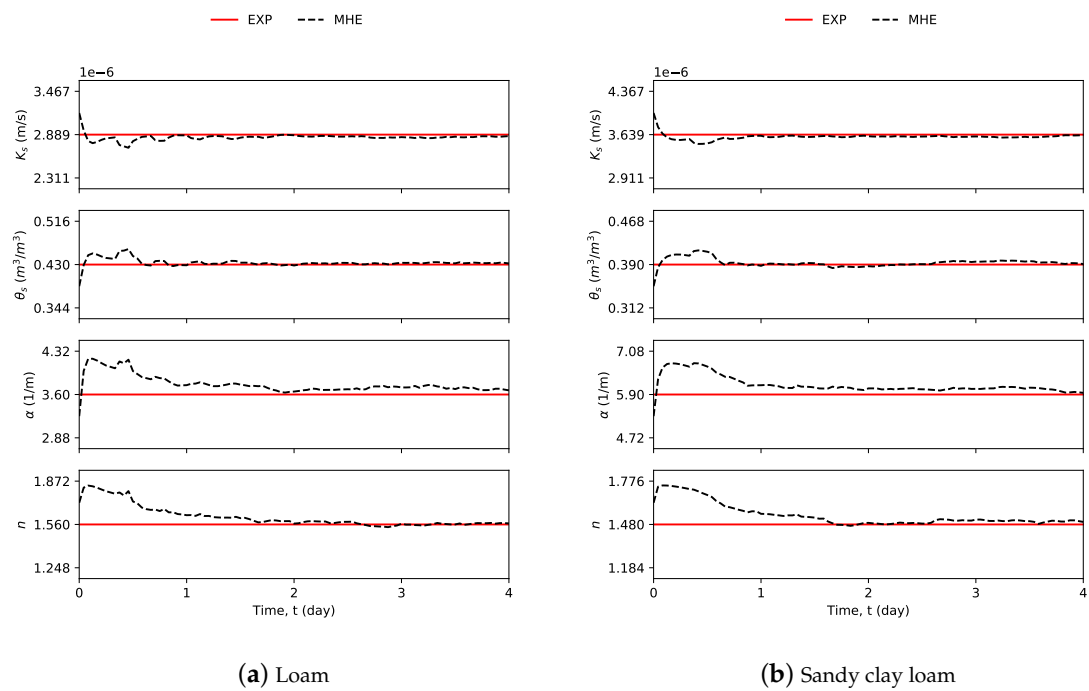 EXP MHE
1e−6
3.467
2.889
2.311
K_s (m/s)
0.516
0.430
0.344
θ_s (m^3/m^3)
4.32
3.60
2.88
α (1/m)
1.872
1.560
1.248
n
0 1 2 3 4
Time, t (day)
(a) Loam
EXP MHE
1e−6
4.367
3.639
2.911
K_s (m/s)
0.468
0.390
0.312
θ_s (m^3/m^3)
7.08
5.90
4.72
α (1/m)
1.776
1.480
1.184
n
0 1 2 3 4
Time, t (day)
(b) Sandy clay loam